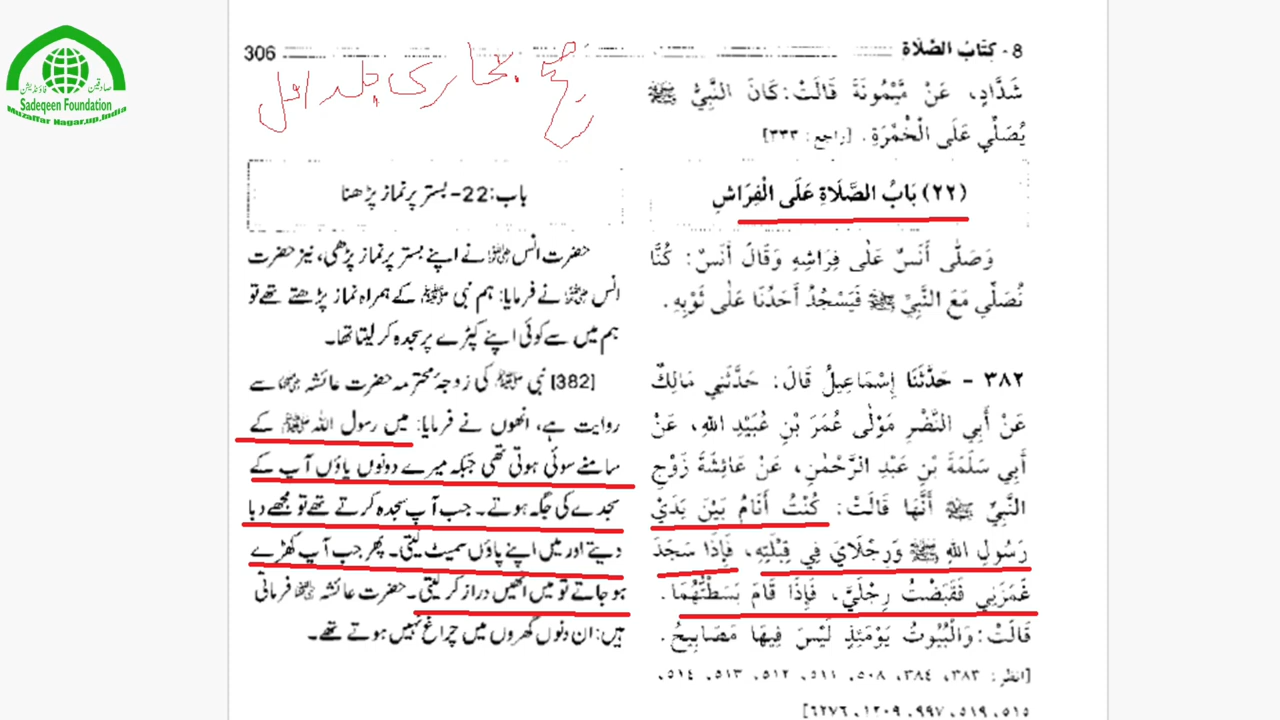 صادقین فاؤنڈیشن
Sadeqeen Foundation
Muzaffar Nagar,up,India
8- كِتَابُ الصَّلَاةِ
306
صحیح بخاری جلد اول
شَدَّادٍ، عَنْ مَّيْمُونَةَ قَالَتْ: كَانَ النَّبِيُّ ﷺ
يُصَلِّي عَلَى الْخُمْرَةِ. [راجع: ٣٣٣]
(٢٢) بَابُ الصَّلَاةِ عَلَى الْفِرَاشِ
وَصَلَّى أَنَسٌ عَلَى فِرَاشِهِ وَقَالَ أَنَسٌ: كُنَّا
نُصَلِّي مَعَ النَّبِيِّ ﷺ فَيَسْجُدُ أَحَدُنَا عَلَى ثَوْبِهِ.
٣٨٢ - حَدَّثَنَا إِسْمَاعِيلُ قَالَ: حَدَّثَنِي مَالِكٌ
عَنْ أَبِي النَّضْرِ مَوْلَى عُمَرَ بْنِ عُبَيْدِ اللهِ، عَنْ
أَبِي سَلَمَةَ بْنِ عَبْدِ الرَّحْمٰنِ، عَنْ عَائِشَةَ زَوْجِ
النَّبِيِّ ﷺ أَنَّهَا قَالَتْ: كُنْتُ أَنَامُ بَيْنَ يَدَيْ
رَسُولِ اللهِ ﷺ وَرِجْلَايَ فِي قِبْلَتِهِ، فَإِذَا سَجَدَ
غَمَزَنِي فَقَبَضْتُ رِجْلَيَّ، فَإِذَا قَامَ بَسَطْتُهُمَا.
قَالَتْ: وَالْبُيُوتُ يَوْمَئِذٍ لَيْسَ فِيهَا مَصَابِيحُ.
[انظر: ٣٨٣، ٣٨٤، ٥٠٨، ٥١١، ٥١٢، ٥١٣، ٥١٤،
٥١٥، ٥١٩، ٩٩٧، ١٢٠٩، ٦٢٧٦]
باب: 22- بستر پر نماز پڑھنا
حضرت انس ؓ نے اپنے بستر پر نماز پڑھی، نیز حضرت
انس ؓ نے فرمایا: ہم نبی ﷺ کے ہمراہ نماز پڑھتے تھے تو
ہم میں سے کوئی اپنے کپڑے پر سجدہ کر لیتا تھا۔
[382] نبی ﷺ کی زوجۂ محترمہ حضرت عائشہ ؓ سے
روایت ہے، انھوں نے فرمایا: میں رسول اللہ ﷺ کے
سامنے سوئی ہوتی تھی جبکہ میرے دونوں پاؤں آپ کے
سجدے کی جگہ ہوتے۔ جب آپ سجدہ کرتے تھے تو مجھے دبا
دیتے اور میں اپنے پاؤں سمیٹ لیتی۔ پھر جب آپ کھڑے
ہو جاتے تو میں انھیں دراز کر لیتی۔ حضرت عائشہ ؓ فرماتی
ہیں: ان دنوں گھروں میں چراغ نہیں ہوتے تھے۔